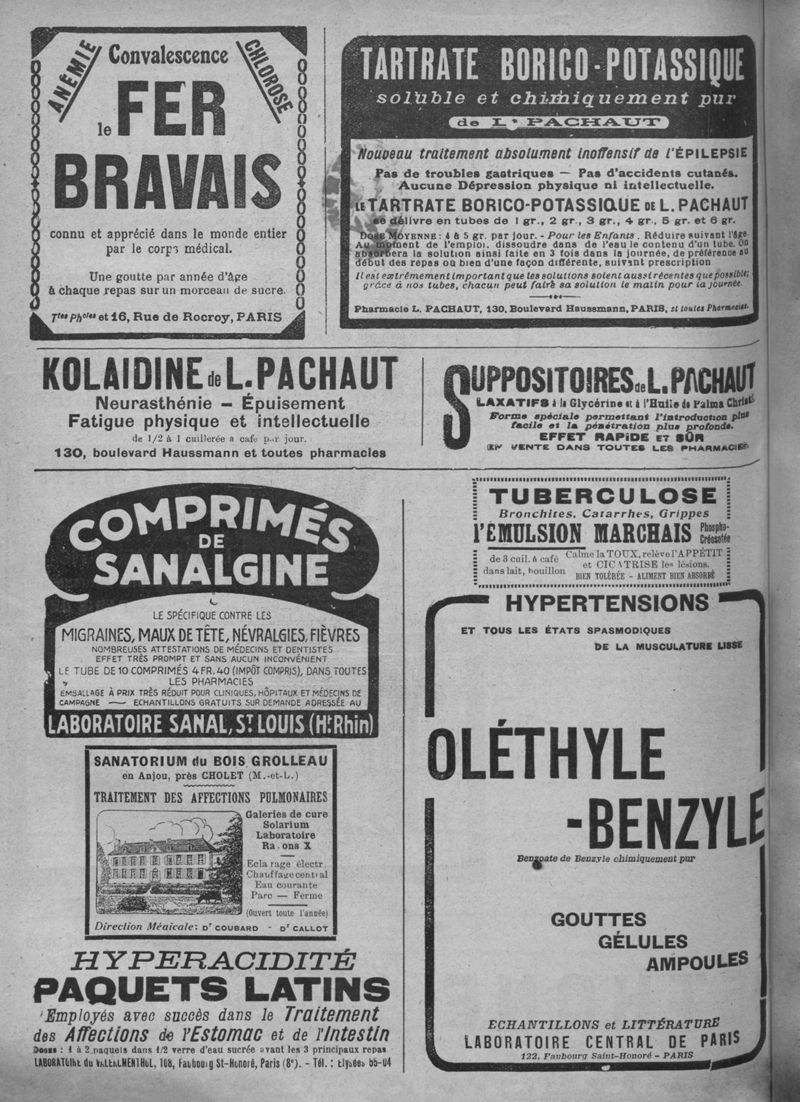 ANÉMIE
Convalescence
CHLOROSE
le FER
BRAVAIS
connu et apprécié dans le monde entier
par le corps médical.
Une goutte par année d'âge
à chaque repas sur un morceau de sucre.
Ttes Phcies et 16, Rue de Rocroy, PARIS
TARTRATE BORICO-POTASSIQUE
soluble et chimiquement pur
de L. PACHAUT
Nouveau traitement absolument inoffensif de l'ÉPILEPSIE
Pas de troubles gastriques — Pas d'accidents cutanés.
Aucune Dépression physique ni intellectuelle.
LE TARTRATE BORICO-POTASSIQUE DE L. PACHAUT
se délivre en tubes de 1 gr., 2 gr., 3 gr., 4 gr., 5 gr. et 6 gr.
DOSE MOYENNE : 4 à 5 gr. par jour. - Pour les Enfants. Réduire suivant l'âge.
Au moment de l'emploi, dissoudre dans de l'eau le contenu d'un tube. On
absorbera la solution ainsi faite en 3 fois dans la journée, de préférence au
début des repas ou bien d'une façon différente, suivant prescription
Il est extrêmement important que les solutions soient aussi récentes que possible;
grâce à nos tubes, chacun peut faire sa solution le matin pour la journée.
Pharmacie L. PACHAUT, 130, Boulevard Haussmann, PARIS, et toutes Pharmacies.
KOLAIDINE de L. PACHAUT
Neurasthénie — Épuisement
Fatigue physique et intellectuelle
de 1/2 à 1 cuillerée a cafe par jour.
130, boulevard Haussmann et toutes pharmacies
SUPPOSITOIRES de L. PACHAUT
LAXATIFS à la Glycérine et à l'Huile de Palma Christi
Forme spéciale permettant l'introduction plus
facile et la pénétration plus profonde.
EFFET RAPIDE ET SÛR
EN VENTE DANS TOUTES LES PHARMACIES
COMPRIMÉS
DE
SANALGINE
LE SPÉCIFIQUE CONTRE LES
MIGRAINES, MAUX DE TÊTE, NÉVRALGIES, FIÈVRES
NOMBREUSES ATTESTATIONS DE MÉDECINS ET DENTISTES
EFFET TRÈS PROMPT ET SANS AUCUN INCONVÉNIENT
LE TUBE DE 10 COMPRIMÉS 4 FR. 40 (IMPÔT COMPRIS), DANS TOUTES
LES PHARMACIES
EMBALLAGE À PRIX TRÈS RÉDUIT POUR CLINIQUES, HÔPITAUX ET MÉDECINS DE
CAMPAGNE — ECHANTILLONS GRATUITS SUR DEMANDE ADRESSÉE AU
LABORATOIRE SANAL, ST LOUIS (Ht Rhin)
SANATORIUM du BOIS GROLLEAU
en Anjou, près CHOLET (M.-et-L.)
TRAITEMENT DES AFFECTIONS PULMONAIRES
Galeries de cure
Solarium
Laboratoire
Ra ons X
Ecla rage électr
Chauffage central
Eau courante
Parc — Ferme
(Ouvert toute l'année)
Direction Médicale: Dr COUBARD - Dr CALLOT
HYPERACIDITÉ
PAQUETS LATINS
Employés avec succès dans le Traitement
des Affections de l'Estomac et de l'Intestin
Doses : 1 à 2 paquets dans 1/2 verre d'eau sucrée avant les 3 principaux repas
LABORATOIRE du VALERMENTHOL, 108, Faubourg St-Honoré, Paris (8e). - Tél. : Elysées 55-04
TUBERCULOSE
Bronchites, Catarrhes, Grippes
l'EMULSION MARCHAIS Phospho-Créosotée
de 3 cuil. à café
dans lait, bouillon
Calme la TOUX, relève l'APPÉTIT
et CICATRISE les lésions.
BIEN TOLÉRÉE - ALIMENT BIEN ABSORBÉ
HYPERTENSIONS
ET TOUS LES ÉTATS SPASMODIQUES
DE LA MUSCULATURE LISSE
OLÉTHYLE
-BENZYLE
Benzoate de Benzyle chimiquement pur
GOUTTES
GÉLULES
AMPOULES
ECHANTILLONS et LITTÉRATURE
LABORATOIRE CENTRAL DE PARIS
122, Faubourg Saint-Honoré - PARIS